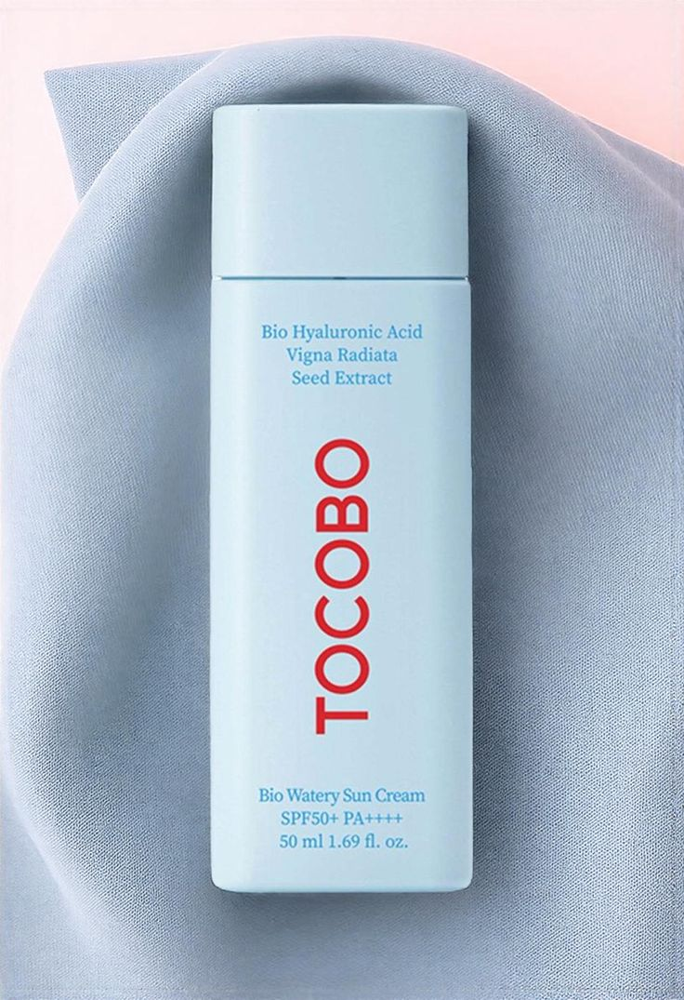 Bio Hyaluronic Acid
Vigna Radiata
Seed Extract
TOCOBO
Bio Watery Sun Cream
SPF50+ PA++++
50 ml 1.69 fl. oz.